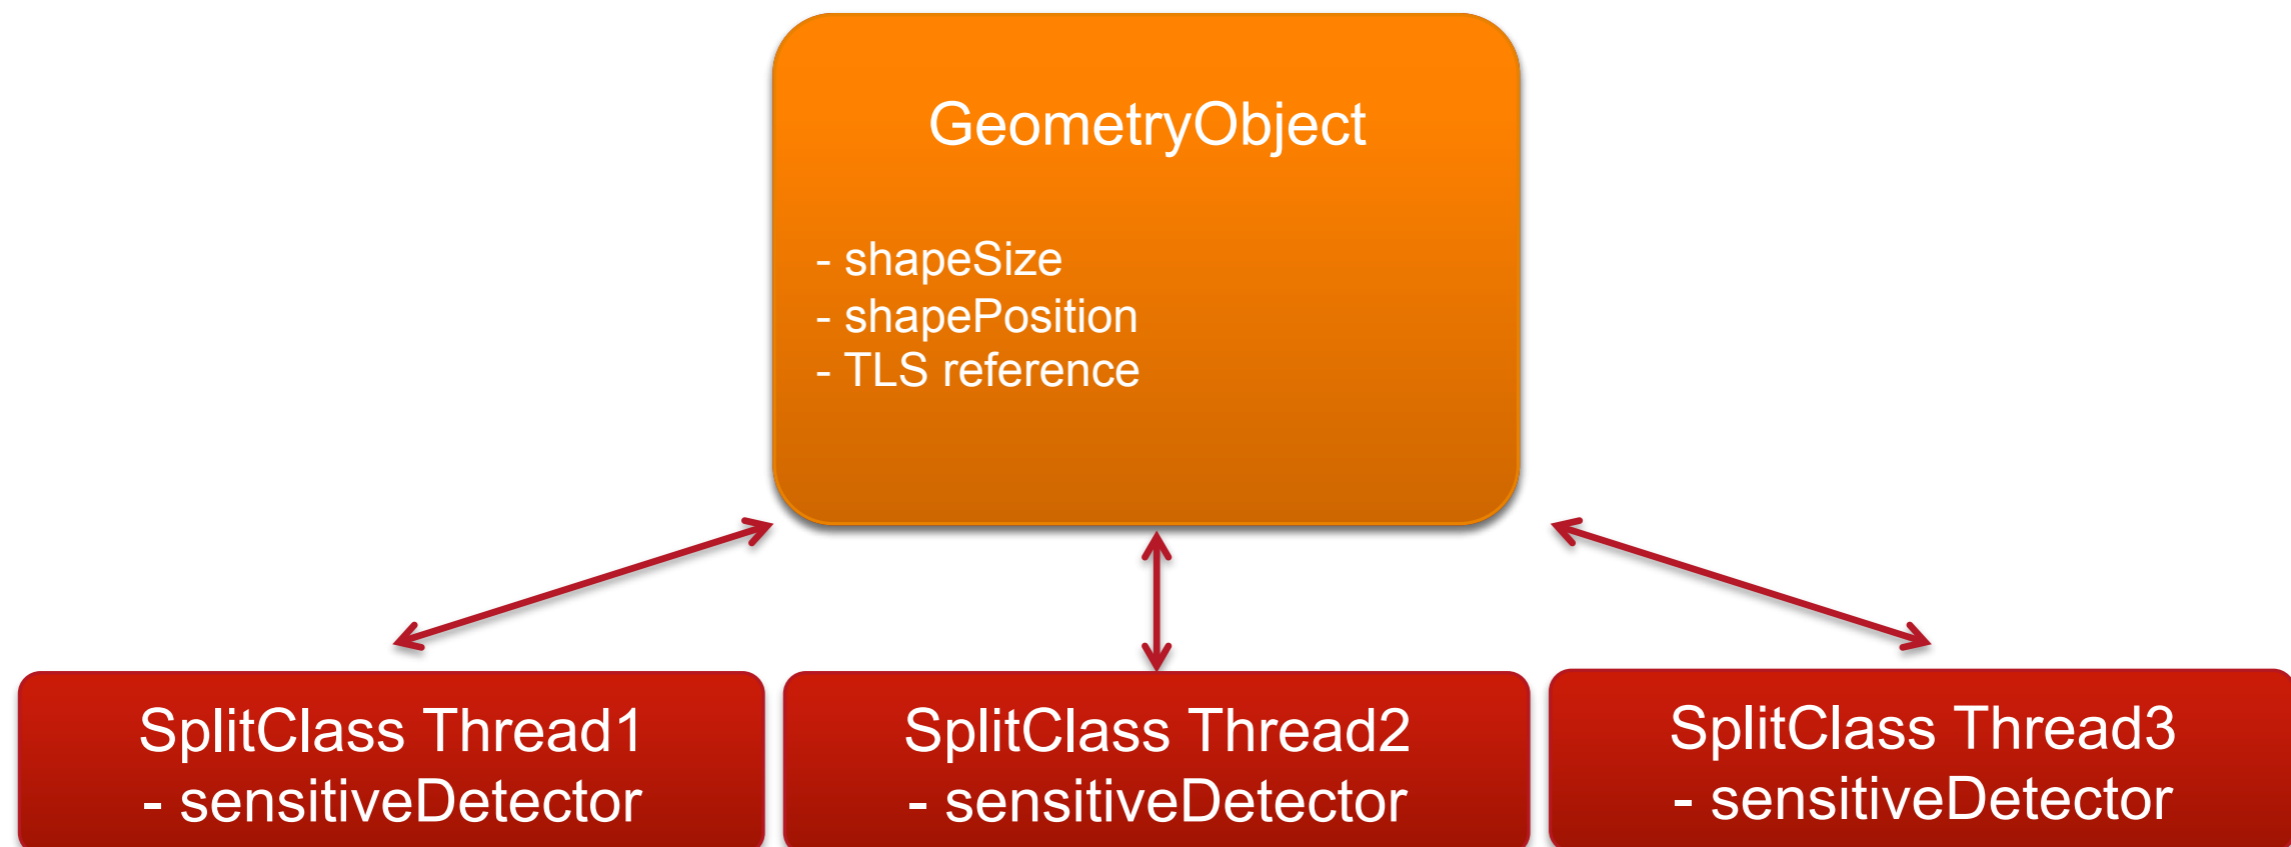 GeometryObject
- shapeSize
- shapePosition
- TLS reference
SplitClass Thread1
- sensitiveDetector
SplitClass Thread2
- sensitiveDetector
SplitClass Thread3
- sensitiveDetector